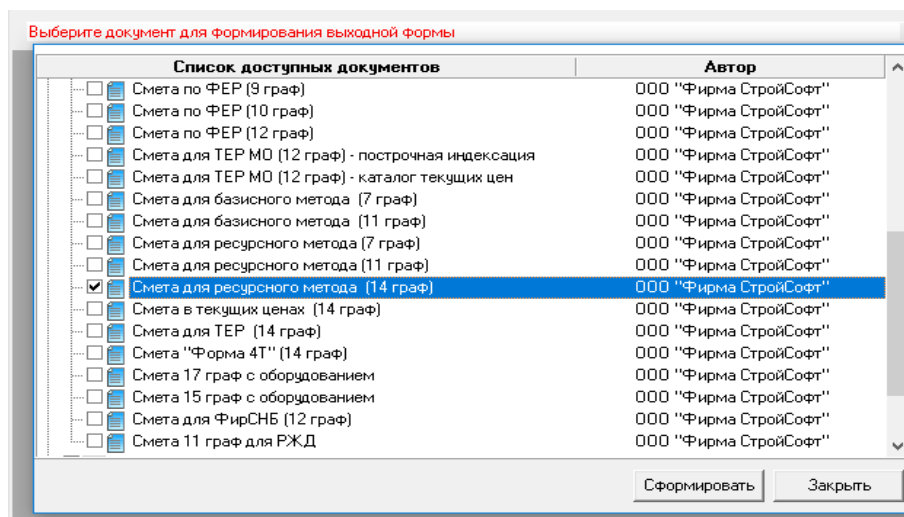 Выберите документ для формирования выходной формы
Список доступных документов Автор
Смета по ФЕР (9 граф) ООО "Фирма СтройСофт"
Смета по ФЕР (10 граф) ООО "Фирма СтройСофт"
Смета по ФЕР (12 граф) ООО "Фирма СтройСофт"
Смета для ТЕР МО (12 граф) - построчная индексация ООО "Фирма СтройСофт"
Смета для ТЕР МО (12 граф) - каталог текущих цен ООО "Фирма СтройСофт"
Смета для базисного метода (7 граф) ООО "Фирма СтройСофт"
Смета для базисного метода (11 граф) ООО "Фирма СтройСофт"
Смета для ресурсного метода (7 граф) ООО "Фирма СтройСофт"
Смета для ресурсного метода (11 граф) ООО "Фирма СтройСофт"
Смета для ресурсного метода (14 граф) ООО "Фирма СтройСофт"
Смета в текущих ценах (14 граф) ООО "Фирма СтройСофт"
Смета для ТЕР (14 граф) ООО "Фирма СтройСофт"
Смета "Форма 4Т" (14 граф) ООО "Фирма СтройСофт"
Смета 17 граф с оборудованием ООО "Фирма СтройСофт"
Смета 15 граф с оборудованием ООО "Фирма СтройСофт"
Смета для ФирСНБ (12 граф) ООО "Фирма СтройСофт"
Смета 11 граф для РЖД ООО "Фирма СтройСофт"
Сформировать Закрыть